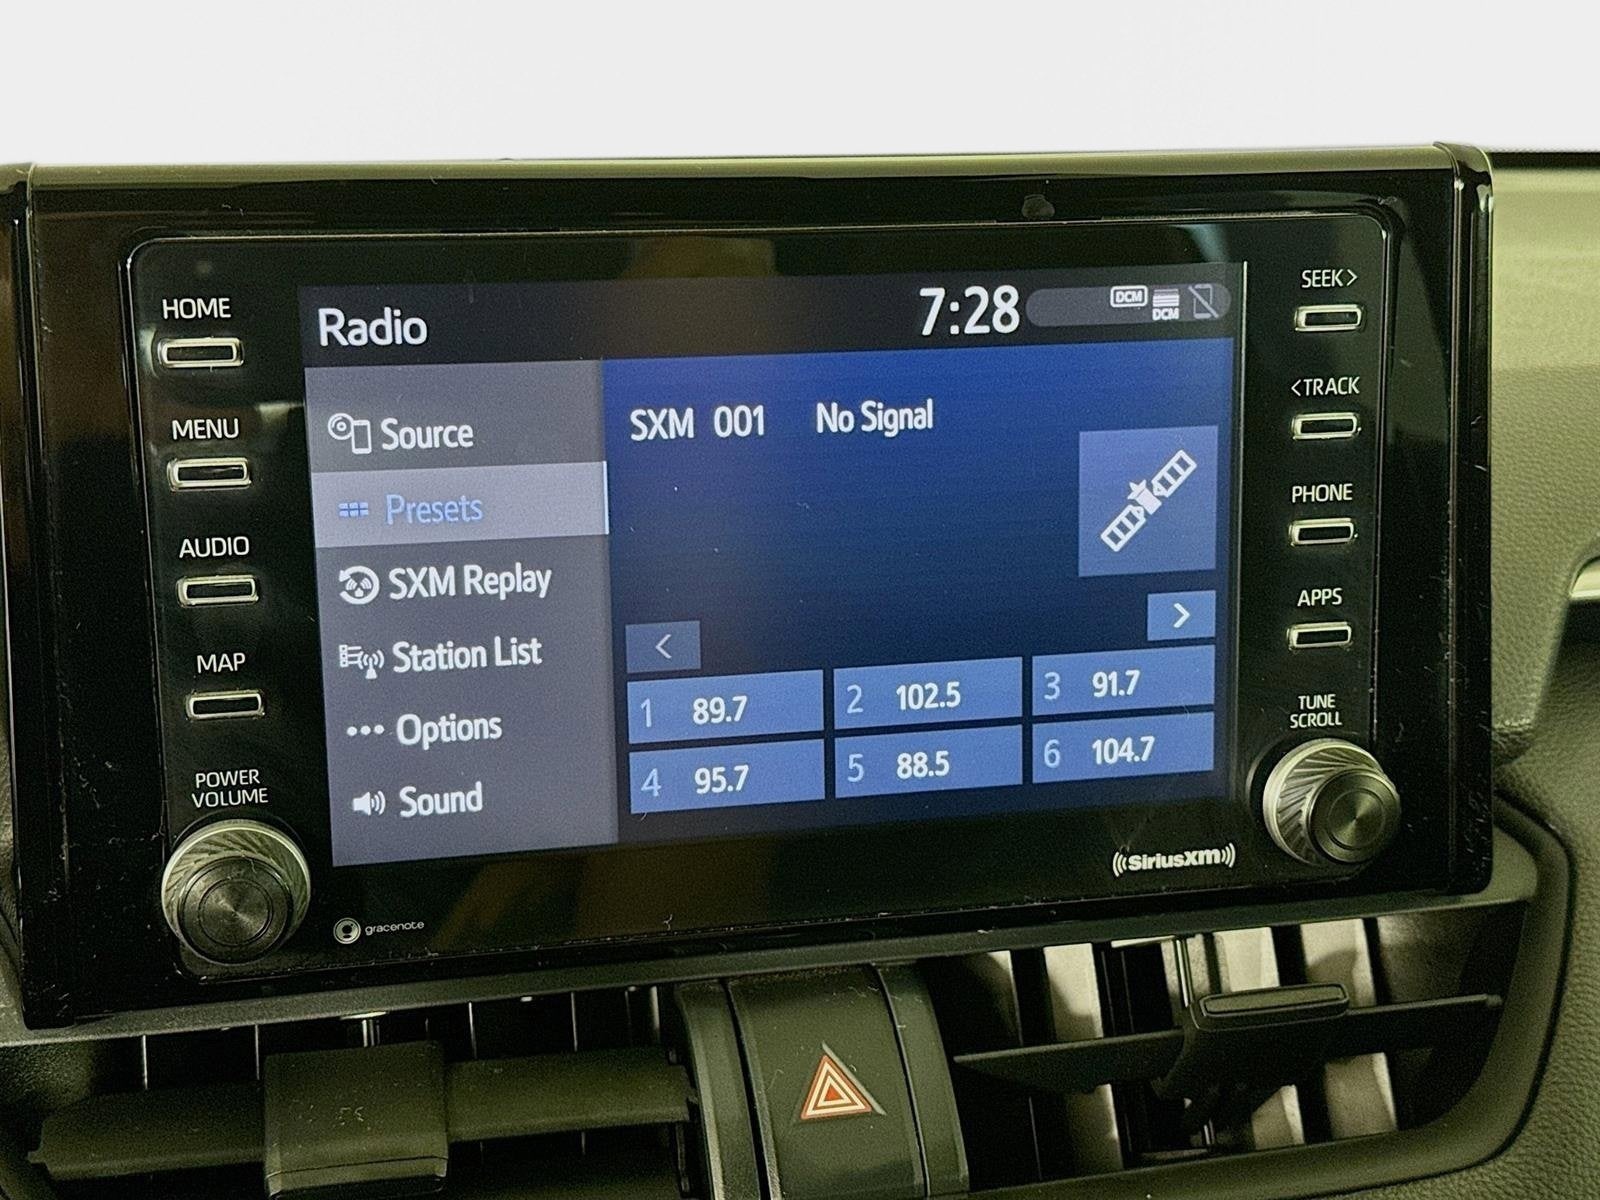 HOME
MENU
AUDIO
MAP
POWER
VOLUME
Radio
7:28
DCM
DCM
Source
Presets
SXM Replay
Station List
Options
Sound
SXM 001 No Signal
<
>
1 89.7
2 102.5
3 91.7
4 95.7
5 88.5
6 104.7
SEEK>
<TRACK
PHONE
APPS
TUNE
SCROLL
gracenote
((SiriusXM))